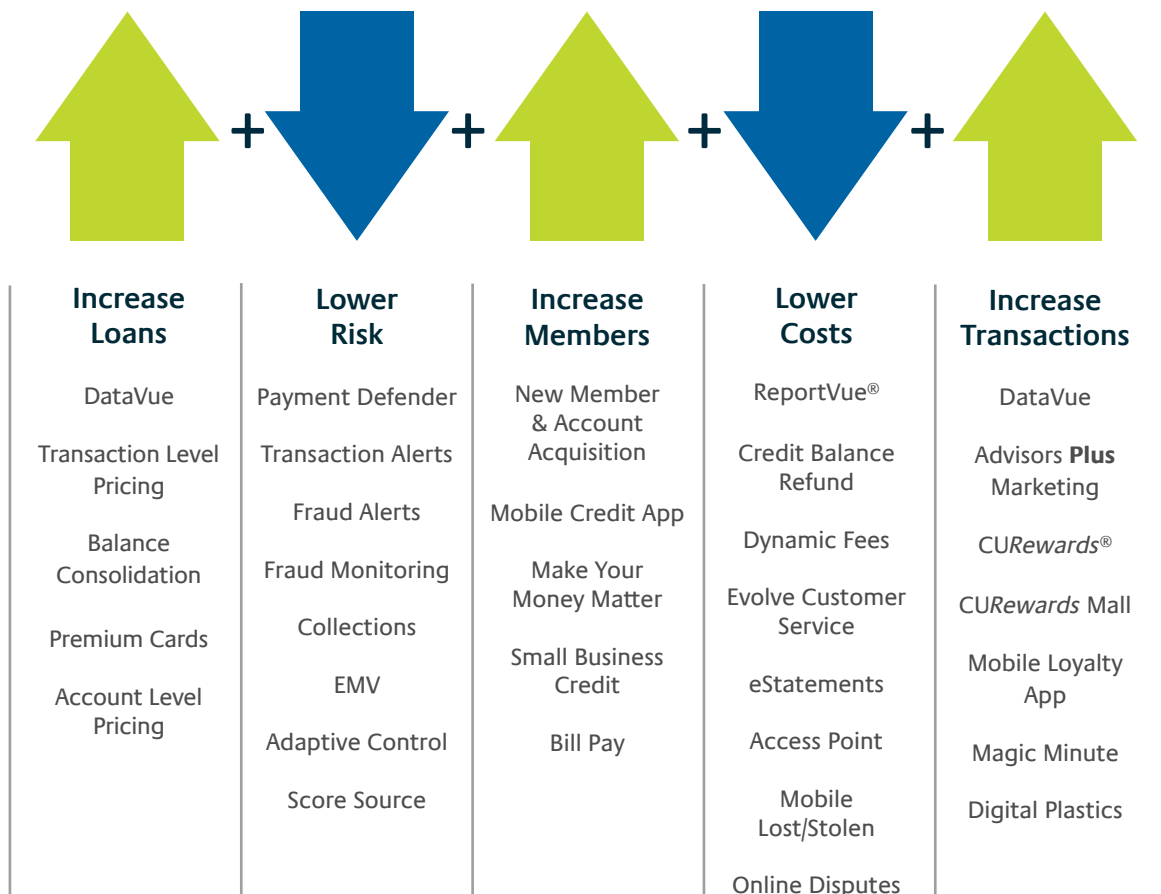 + + + +
Increase
Loans
DataVue
Transaction Level
Pricing
Balance
Consolidation
Premium Cards
Account Level
Pricing
Lower
Risk
Payment Defender
Transaction Alerts
Fraud Alerts
Fraud Monitoring
Collections
EMV
Adaptive Control
Score Source
Increase
Members
New Member
& Account
Acquisition
Mobile Credit App
Make Your
Money Matter
Small Business
Credit
Bill Pay
Lower
Costs
ReportVue®
Credit Balance
Refund
Dynamic Fees
Evolve Customer
Service
eStatements
Access Point
Mobile
Lost/Stolen
Online Disputes
Increase
Transactions
DataVue
Advisors Plus
Marketing
CURewards®
CURewards Mall
Mobile Loyalty
App
Magic Minute
Digital Plastics